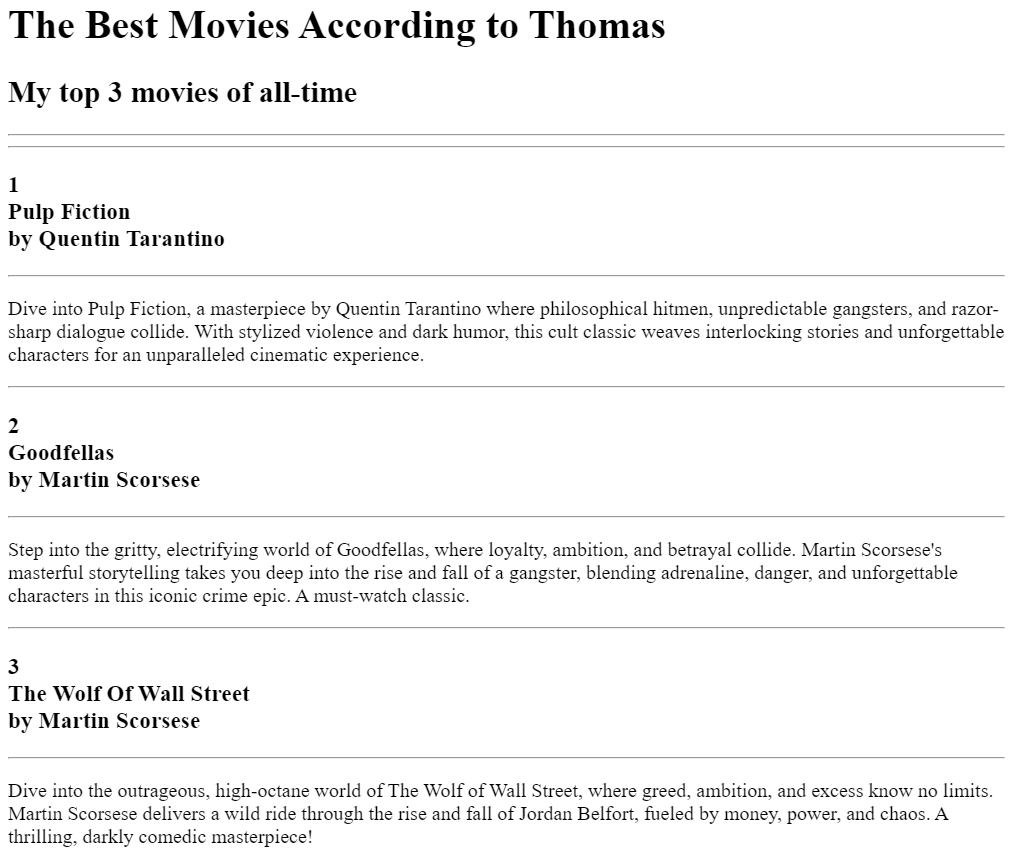 The Best Movies According to Thomas
My top 3 movies of all-time
1
Pulp Fiction
by Quentin Tarantino
Dive into Pulp Fiction, a masterpiece by Quentin Tarantino where philosophical hitmen, unpredictable gangsters, and razor-
sharp dialogue collide. With stylized violence and dark humor, this cult classic weaves interlocking stories and unforgettable
characters for an unparalleled cinematic experience.
2
Goodfellas
by Martin Scorsese
Step into the gritty, electrifying world of Goodfellas, where loyalty, ambition, and betrayal collide. Martin Scorsese's
masterful storytelling takes you deep into the rise and fall of a gangster, blending adrenaline, danger, and unforgettable
characters in this iconic crime epic. A must-watch classic.
3
The Wolf Of Wall Street
by Martin Scorsese
Dive into the outrageous, high-octane world of The Wolf of Wall Street, where greed, ambition, and excess know no limits.
Martin Scorsese delivers a wild ride through the rise and fall of Jordan Belfort, fueled by money, power, and chaos. A
thrilling, darkly comedic masterpiece!